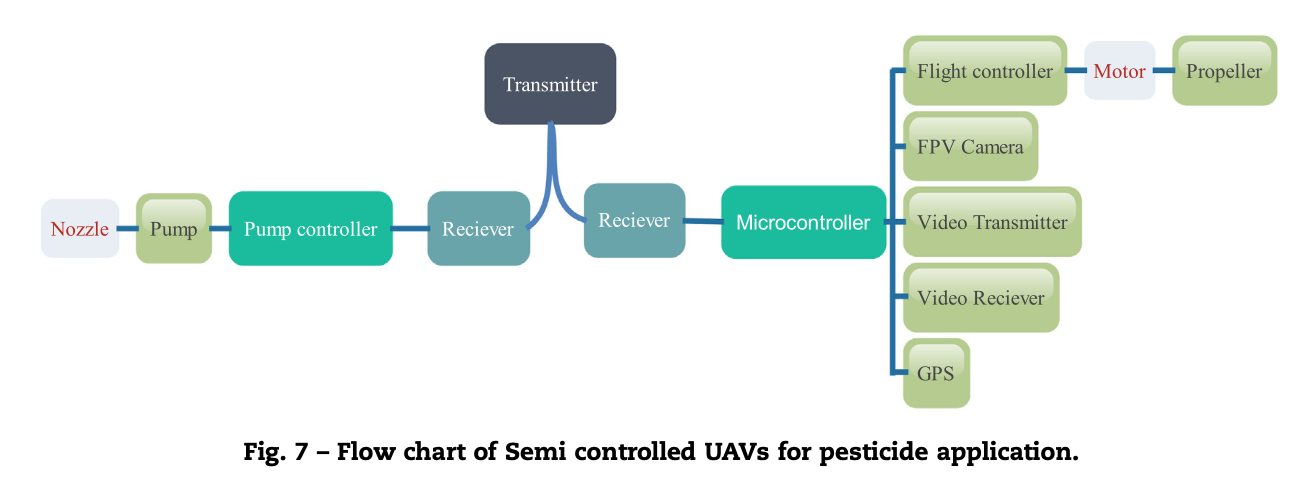 Transmitter
Nozzle
Pump
Pump controller
Reciever
Reciever
Microcontroller
Flight controller
Motor
Propeller
FPV Camera
Video Transmitter
Video Reciever
GPS
Fig. 7 – Flow chart of Semi controlled UAVs for pesticide application.